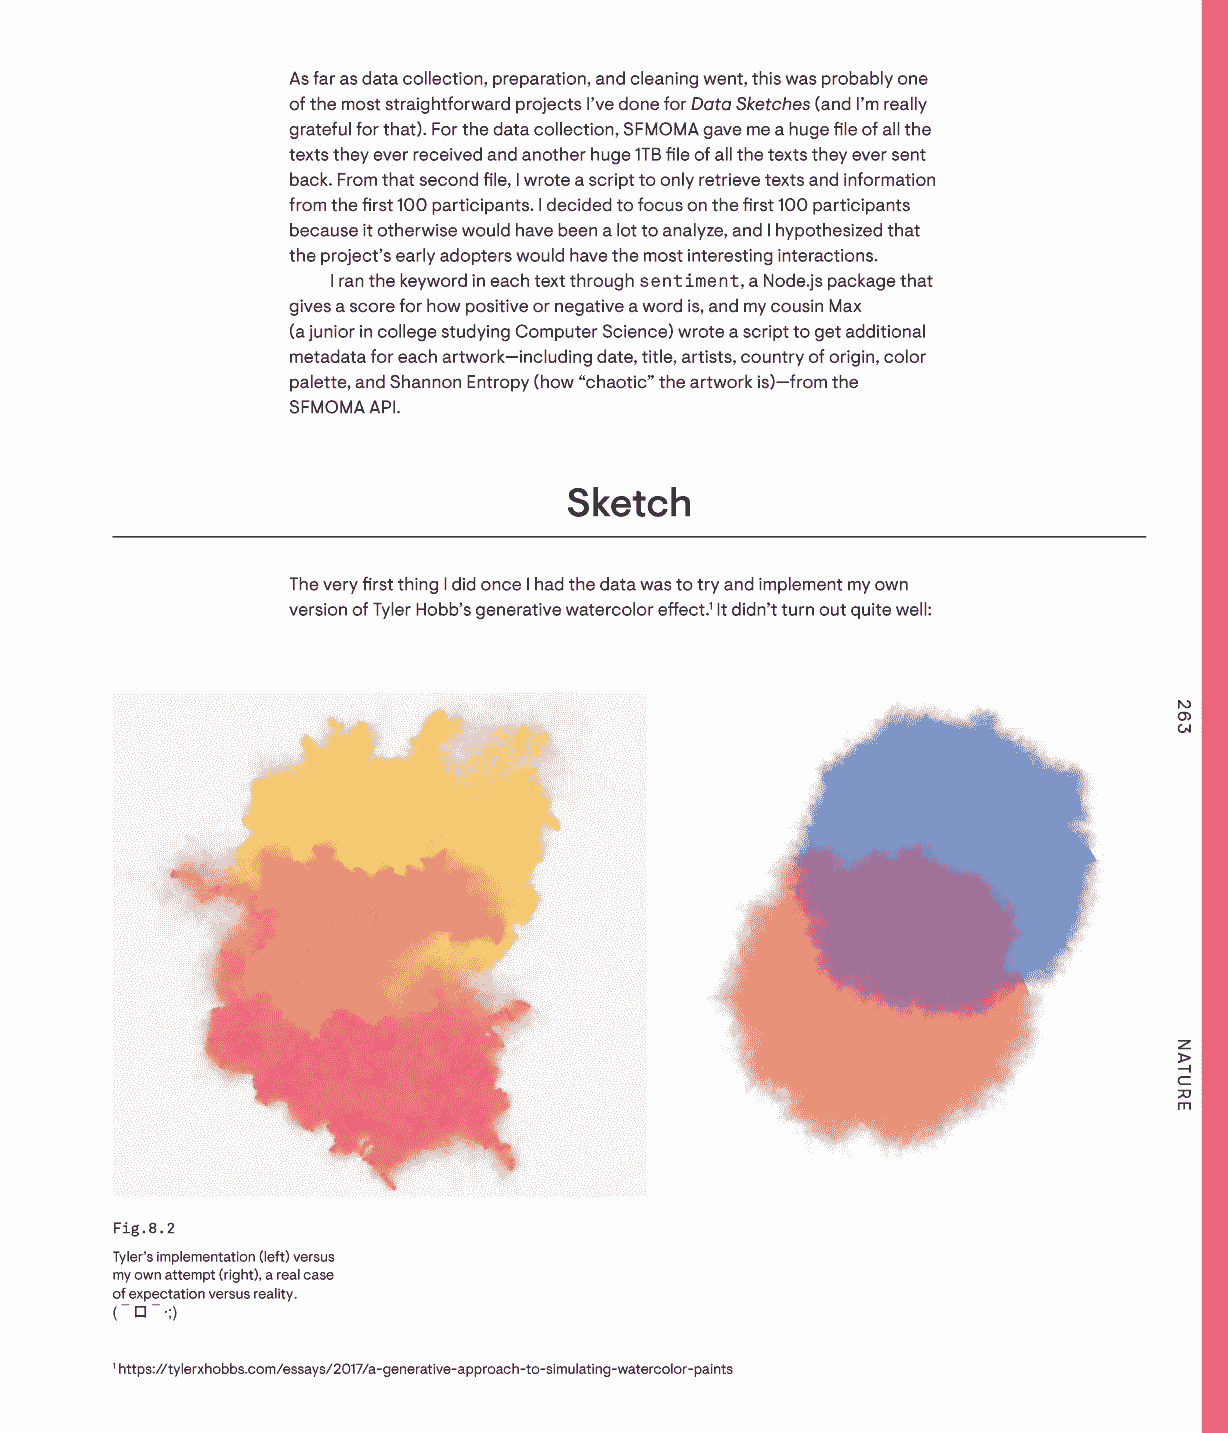 As far as data collection, preparation, and cleaning went, this was probably one
of the most straightforward projects I've done for Data Sketches (and I'm really
grateful for that). For the data collection, SFMOMA gave me a huge file of all the
texts they ever received and another huge 1TB file of all the texts they ever sent
back. From that second file, I wrote a script to only retrieve texts and information
from the first 100 participants. I decided to focus on the first 100 participants
because it otherwise would have been a lot to analyze, and I hypothesized that
the project's early adopters would have the most interesting interactions.
I ran the keyword in each text through sentiment, a Node.js package that
gives a score for how positive or negative a word is, and my cousin Max
(a junior in college studying Computer Science) wrote a script to get additional
metadata for each artwork—including date, title, artists, country of origin, color
palette, and Shannon Entropy (how “chaotic” the artwork is)—from the
SFMOMA API.
Sketch
The very first thing I did once I had the data was to try and implement my own
version of Tyler Hobb's generative watercolor effect.¹ It didn't turn out quite well:
263
NATURE
Fig.8.2
Tyler's implementation (left) versus
my own attempt (right), a real case
of expectation versus reality.
(￣ロ￣·;)
¹ https://tylerxhobbs.com/essays/2017/a-generative-approach-to-simulating-watercolor-paints